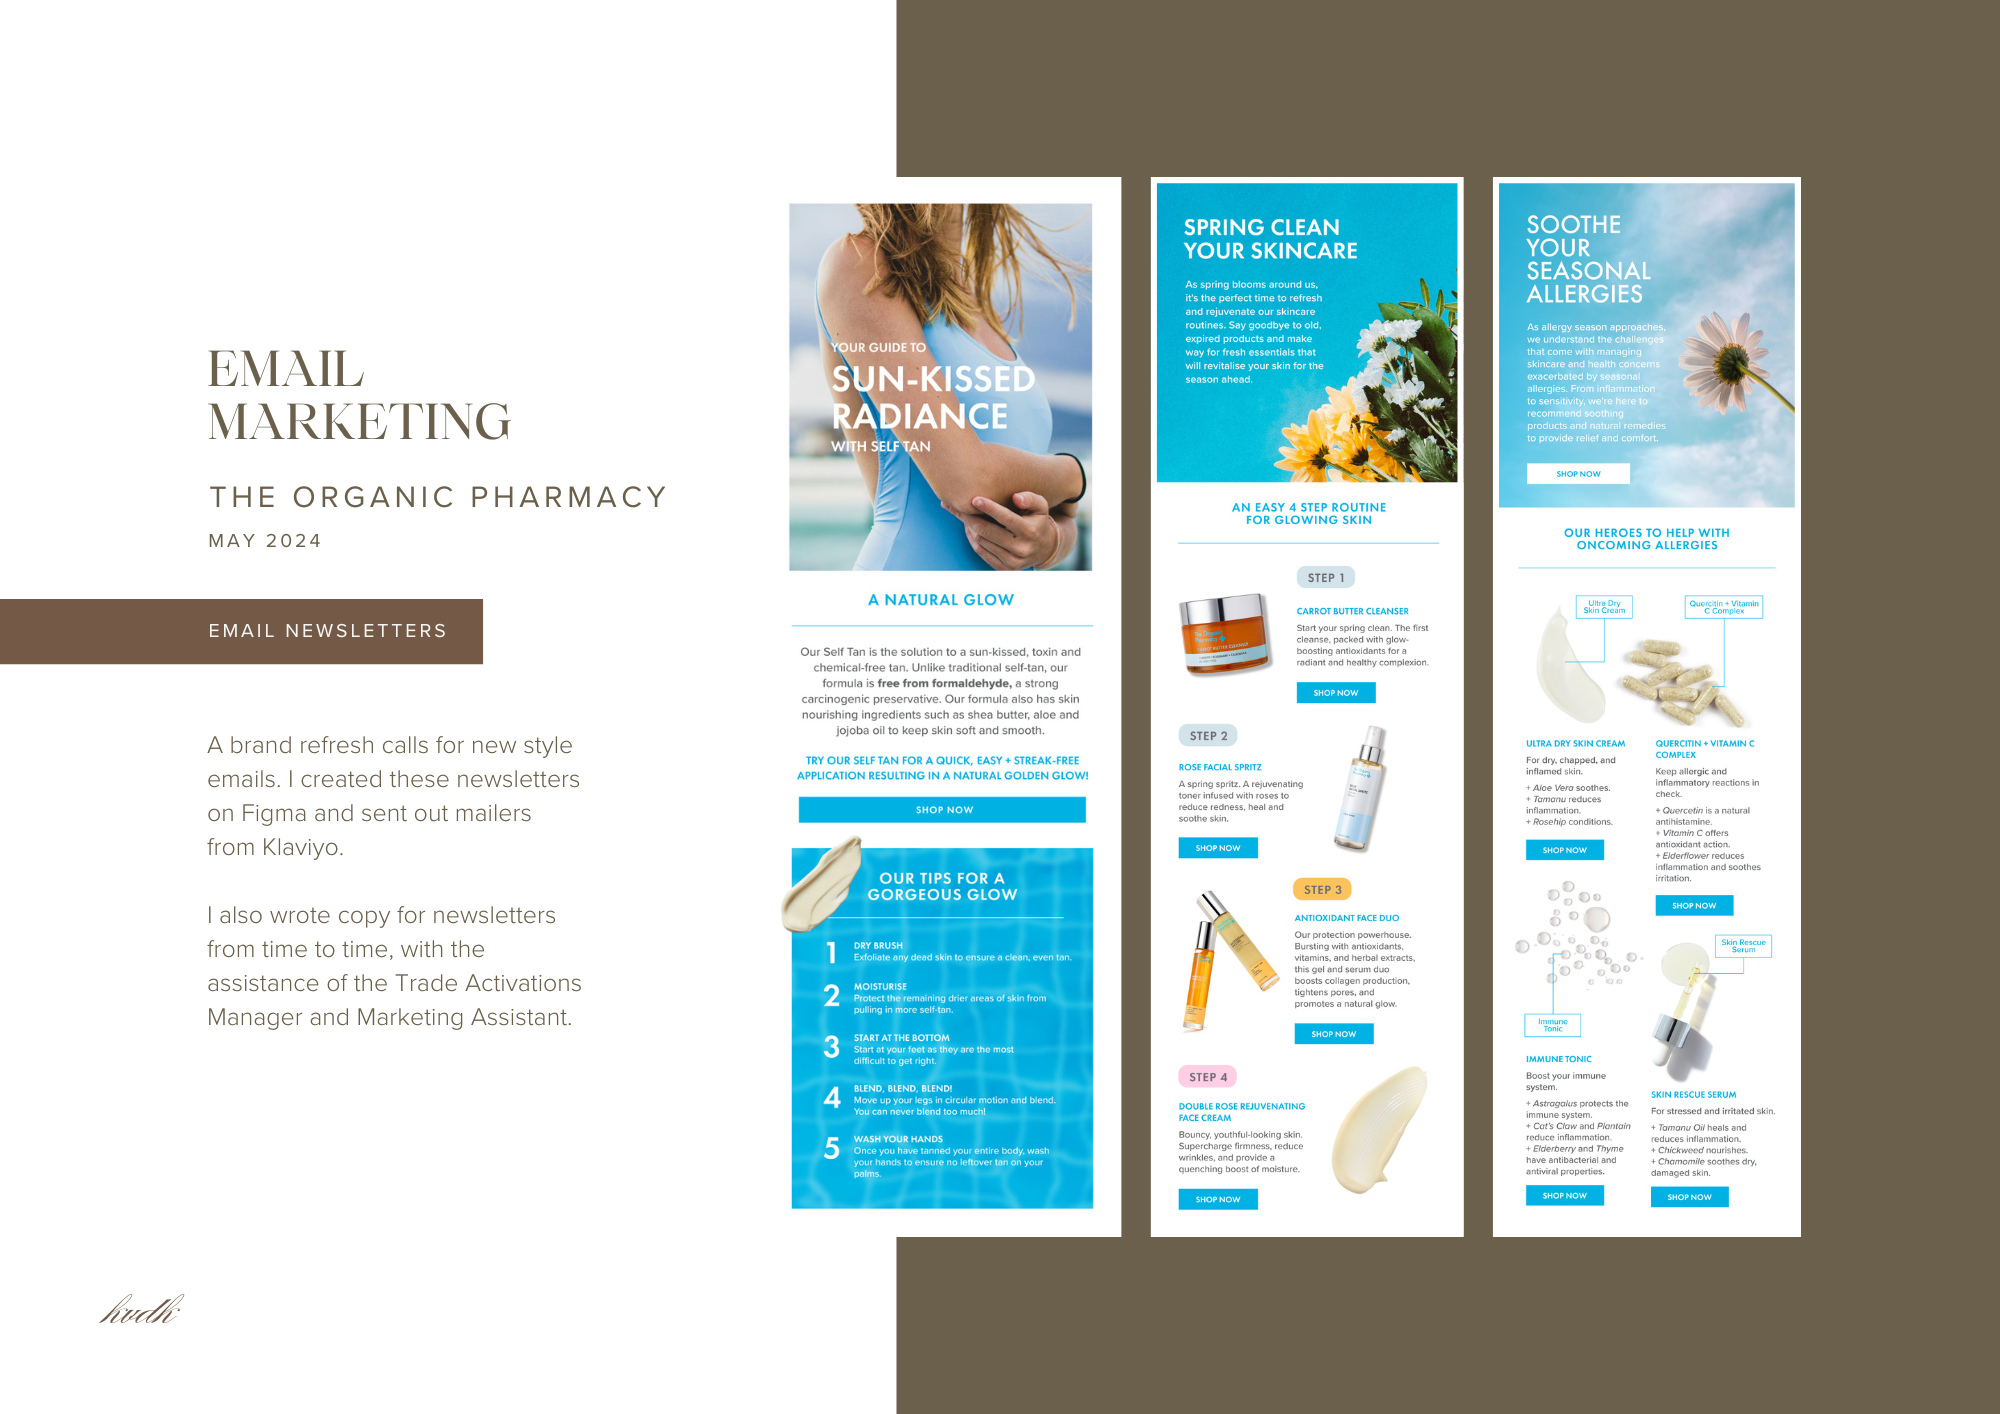 EMAIL
MARKETING
THE ORGANIC PHARMACY
MAY 2024
EMAIL NEWSLETTERS
A brand refresh calls for new style
emails. I created these newsletters
on Figma and sent out mailers
from Klaviyo.
I also wrote copy for newsletters
from time to time, with the
assistance of the Trade Activations
Manager and Marketing Assistant.
hvdk
YOUR GUIDE TO
SUN-KISSED
RADIANCE
WITH SELF TAN
A NATURAL GLOW
Our Self Tan is the solution to a sun-kissed, toxin and
chemical-free tan. Unlike traditional self-tan, our
formula is free from formaldehyde, a strong
carcinogenic preservative. Our formula also has skin
nourishing ingredients such as shea butter, aloe and
jojoba oil to keep skin soft and smooth.
TRY OUR SELF TAN FOR A QUICK, EASY + STREAK-FREE
APPLICATION RESULTING IN A NATURAL GOLDEN GLOW!
SHOP NOW
OUR TIPS FOR A
GORGEOUS GLOW
1 DRY BRUSH
Exfoliate any dead skin to ensure a clean, even tan.
2 MOISTURISE
Protect the remaining drier areas of skin from
pulling in more self-tan.
3 START AT THE BOTTOM
Start at your feet as they are the most
difficult to get right.
4 BLEND, BLEND, BLEND!
Move up your legs in circular motion and blend.
You can never blend too much!
5 WASH YOUR HANDS
Once you have tanned your entire body, wash
your hands to ensure no leftover tan on your
palms.
SPRING CLEAN
YOUR SKINCARE
As spring blooms around us,
it's the perfect time to refresh
and rejuvenate our skincare
routines. Say goodbye to old,
expired products and make
way for fresh essentials that
will revitalise your skin for the
season ahead.
AN EASY 4 STEP ROUTINE
FOR GLOWING SKIN
STEP 1
CARROT BUTTER CLEANSER
Start your spring clean. The first
cleanse, packed with glow-
boosting antioxidants for a
radiant and healthy complexion.
SHOP NOW
The Organic
Pharmacy
CARROT BUTTER CLEANSER
STEP 2
ROSE FACIAL SPRITZ
A spring spritz. A rejuvenating
toner infused with roses to
reduce redness, heal and
soothe skin.
SHOP NOW
STEP 3
ANTIOXIDANT FACE DUO
Our protection powerhouse.
Bursting with antioxidants,
vitamins, and herbal extracts,
this gel and serum duo
boosts collagen production,
tightens pores, and
promotes a natural glow.
SHOP NOW
STEP 4
DOUBLE ROSE REJUVENATING
FACE CREAM
Bouncy, youthful-looking skin.
Supercharge firmness, reduce
wrinkles, and provide a
quenching boost of moisture.
SHOP NOW
SOOTHE
YOUR
SEASONAL
ALLERGIES
As allergy season approaches,
we understand the challenges
that come with managing
skincare and health concerns
exacerbated by seasonal
allergies. From inflammation
to sensitivity, we're here to
recommend soothing
products and natural remedies
to provide relief and comfort.
SHOP NOW
OUR HEROES TO HELP WITH
ONCOMING ALLERGIES
Ultra Dry
Skin Cream
Quercitin + Vitamin
C Complex
ULTRA DRY SKIN CREAM
For dry, chapped, and
inflamed skin.
+ Aloe Vera soothes.
+ Tamanu reduces
inflammation.
+ Rosehip conditions.
SHOP NOW
QUERCITIN + VITAMIN C
COMPLEX
Keep allergic and
inflammatory reactions in
check.
+ Quercetin is a natural
antihistamine.
+ Vitamin C offers
antioxidant action.
+ Elderflower reduces
inflammation and soothes
irritation.
SHOP NOW
Skin Rescue
Serum
Immune
Tonic
IMMUNE TONIC
Boost your immune
system.
+ Astragalus protects the
immune system.
+ Cat's Claw and Plantain
reduce inflammation.
+ Elderberry and Thyme
have antibacterial and
antiviral properties.
SHOP NOW
SKIN RESCUE SERUM
For stressed and irritated skin.
+ Tamanu Oil heals and
reduces inflammation.
+ Chickweed nourishes.
+ Chamomile soothes dry,
damaged skin.
SHOP NOW